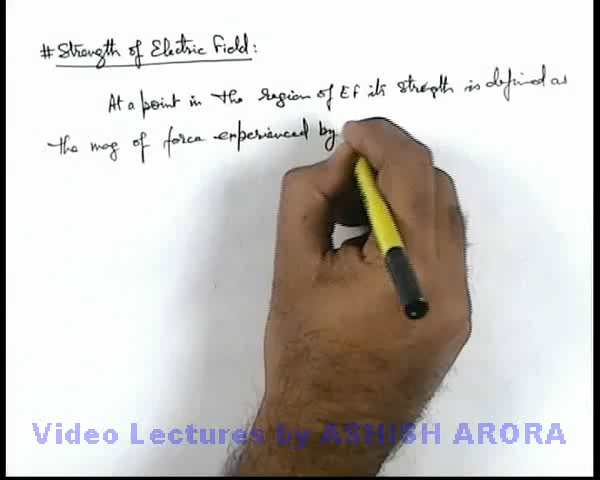 # Strength of Electric Field:
At a point in the region of EF its strength is defined as
the mag of force experienced by
Video Lectures by ASHISH ARORA